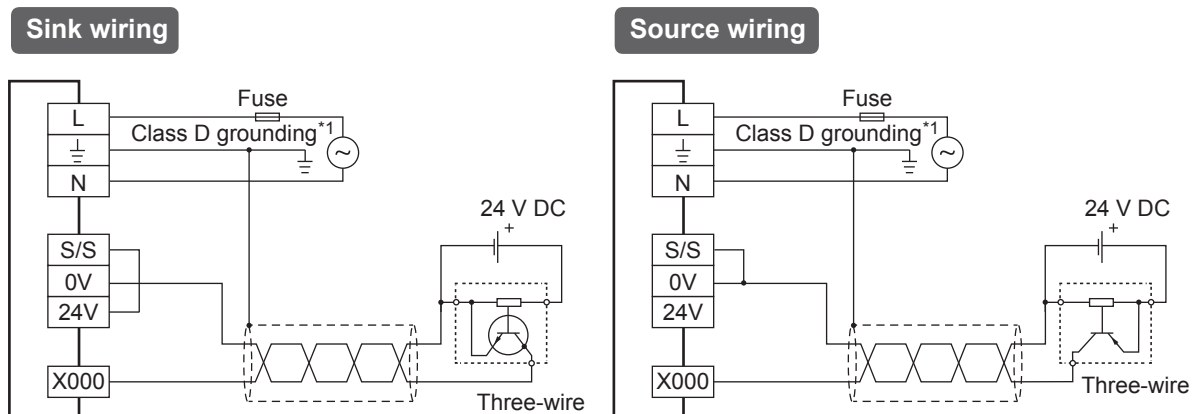 Sink wiring
L
Fuse
Class D grounding*1
N
24 V DC
+
S/S
0V
24V
X000
Three-wire
Source wiring
L
Fuse
Class D grounding*1
N
24 V DC
+
S/S
0V
24V
X000
Three-wire